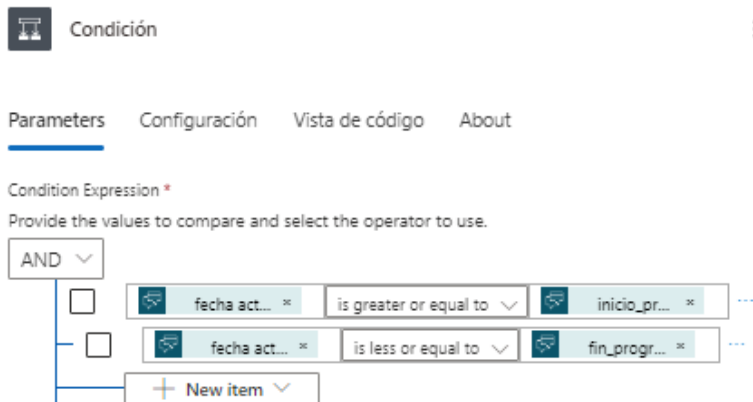 Condición
Parameters Configuración Vista de código About
Condition Expression *
Provide the values to compare and select the operator to use.
AND
fecha act... × is greater or equal to inicio_pr... ×
fecha act... × is less or equal to fin_progr... ×
+ New item